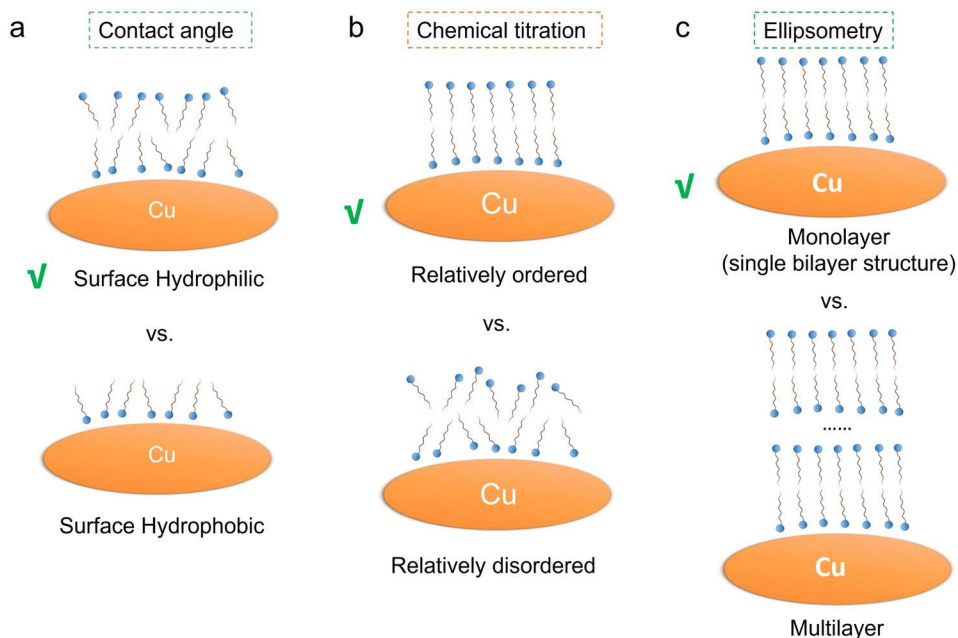 a
Contact angle
Cu
√
Surface Hydrophilic
vs.
Cu
Surface Hydrophobic
b
Chemical titration
√
Cu
Relatively ordered
vs.
Cu
Relatively disordered
c
Ellipsometry
√
Cu
Monolayer
(single bilayer structure)
vs.
......
Cu
Multilayer